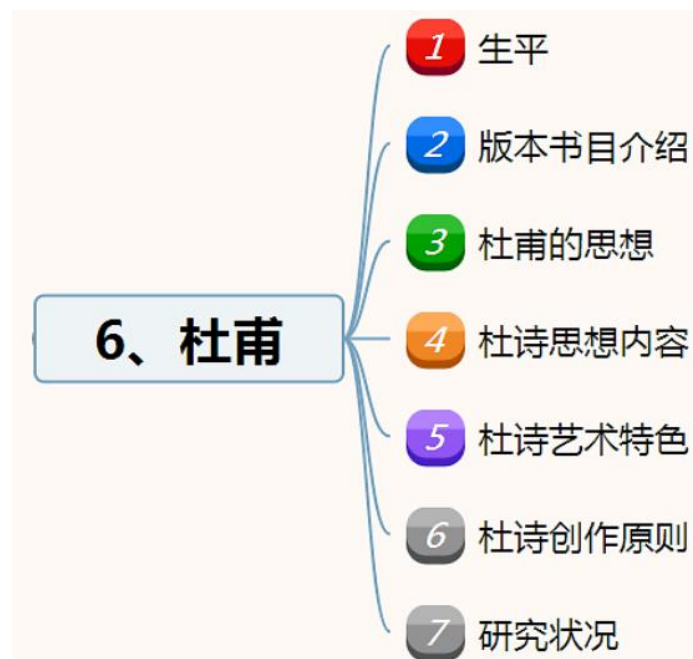 1 生平
2 版本书目介绍
3 杜甫的思想
6、杜甫
4 杜诗思想内容
5 杜诗艺术特色
6 杜诗创作原则
7 研究状况